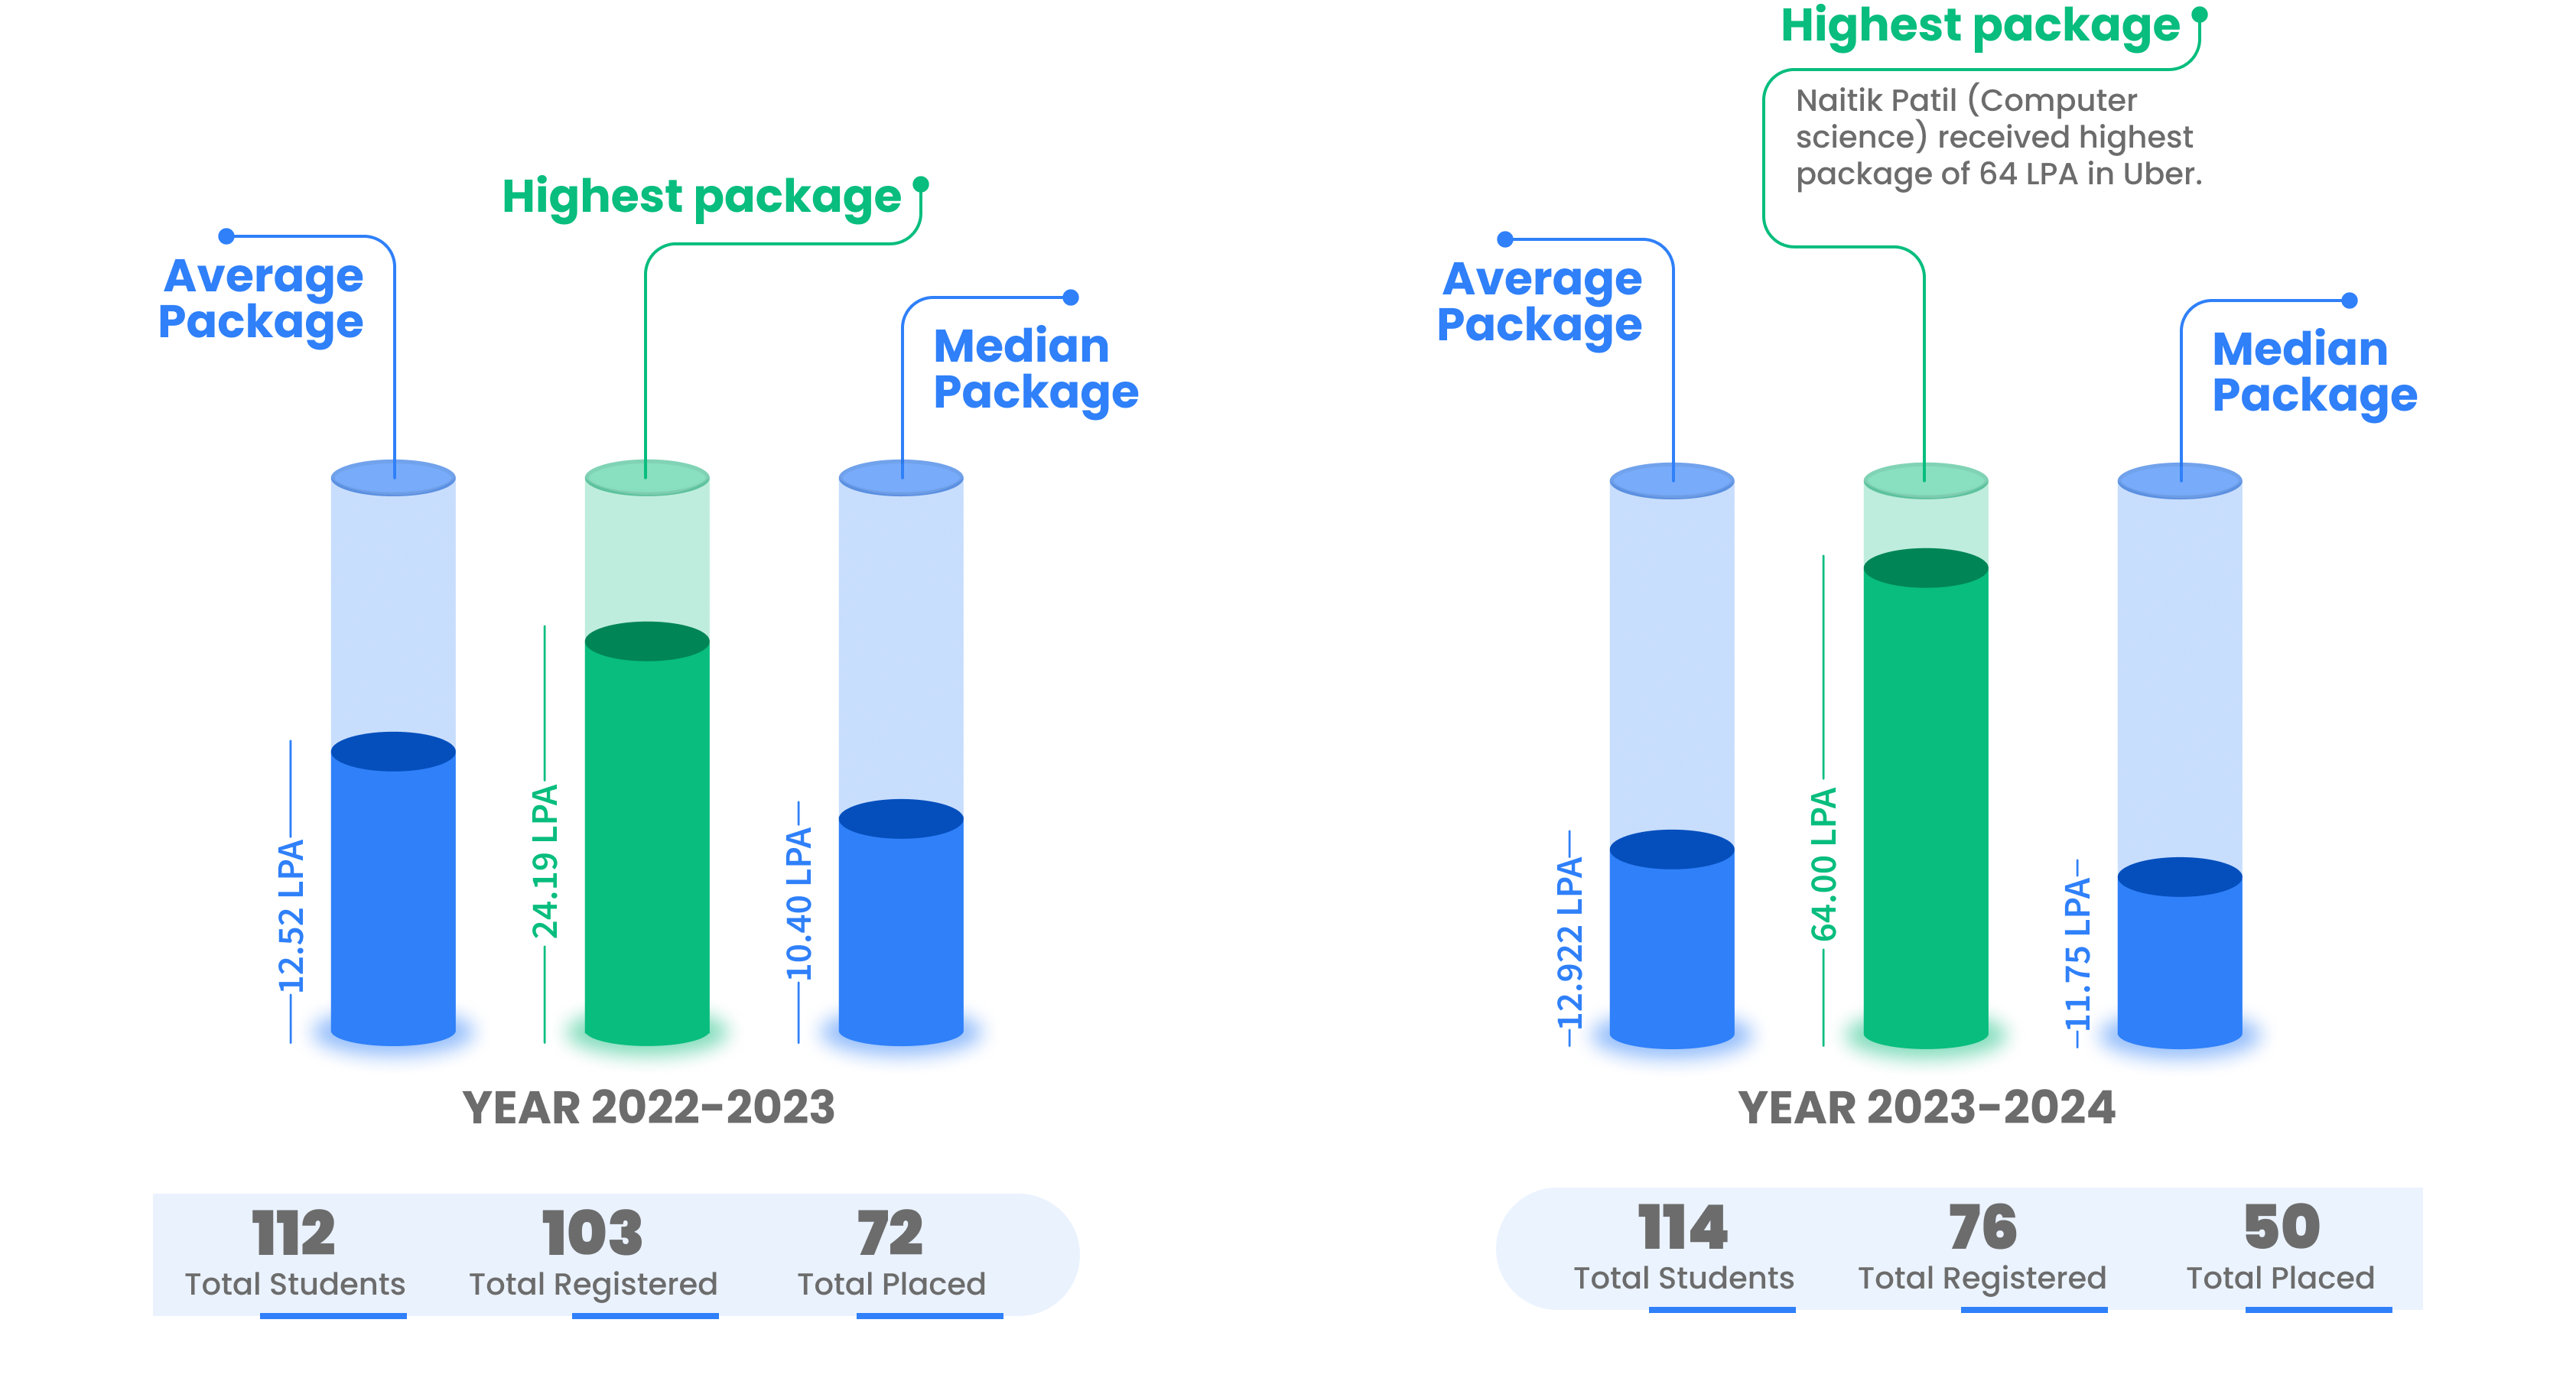 Highest package
Average
Package
Median
Package
12.52 LPA
24.19 LPA
10.40 LPA
YEAR 2022-2023
112
Total Students
103
Total Registered
72
Total Placed
Highest package
Naitik Patil (Computer
science) received highest
package of 64 LPA in Uber.
Average
Package
Median
Package
12.922 LPA
64.00 LPA
11.75 LPA
YEAR 2023-2024
114
Total Students
76
Total Registered
50
Total Placed